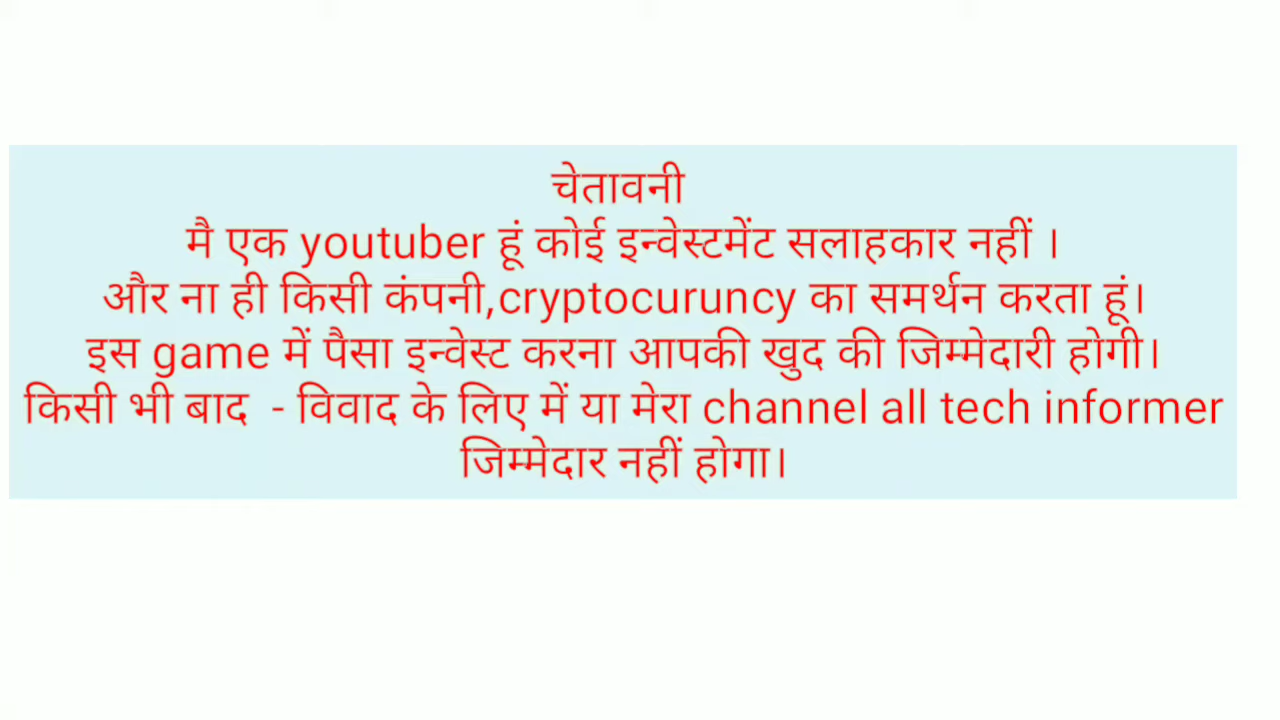 चेतावनी
मै एक youtuber हूं कोई इन्वेस्टमेंट सलाहकार नहीं ।
और ना ही किसी कंपनी,cryptocuruncy का समर्थन करता हूं।
इस game में पैसा इन्वेस्ट करना आपकी खुद की जिम्मेदारी होगी।
किसी भी बाद - विवाद के लिए में या मेरा channel all tech informer
जिम्मेदार नहीं होगा।